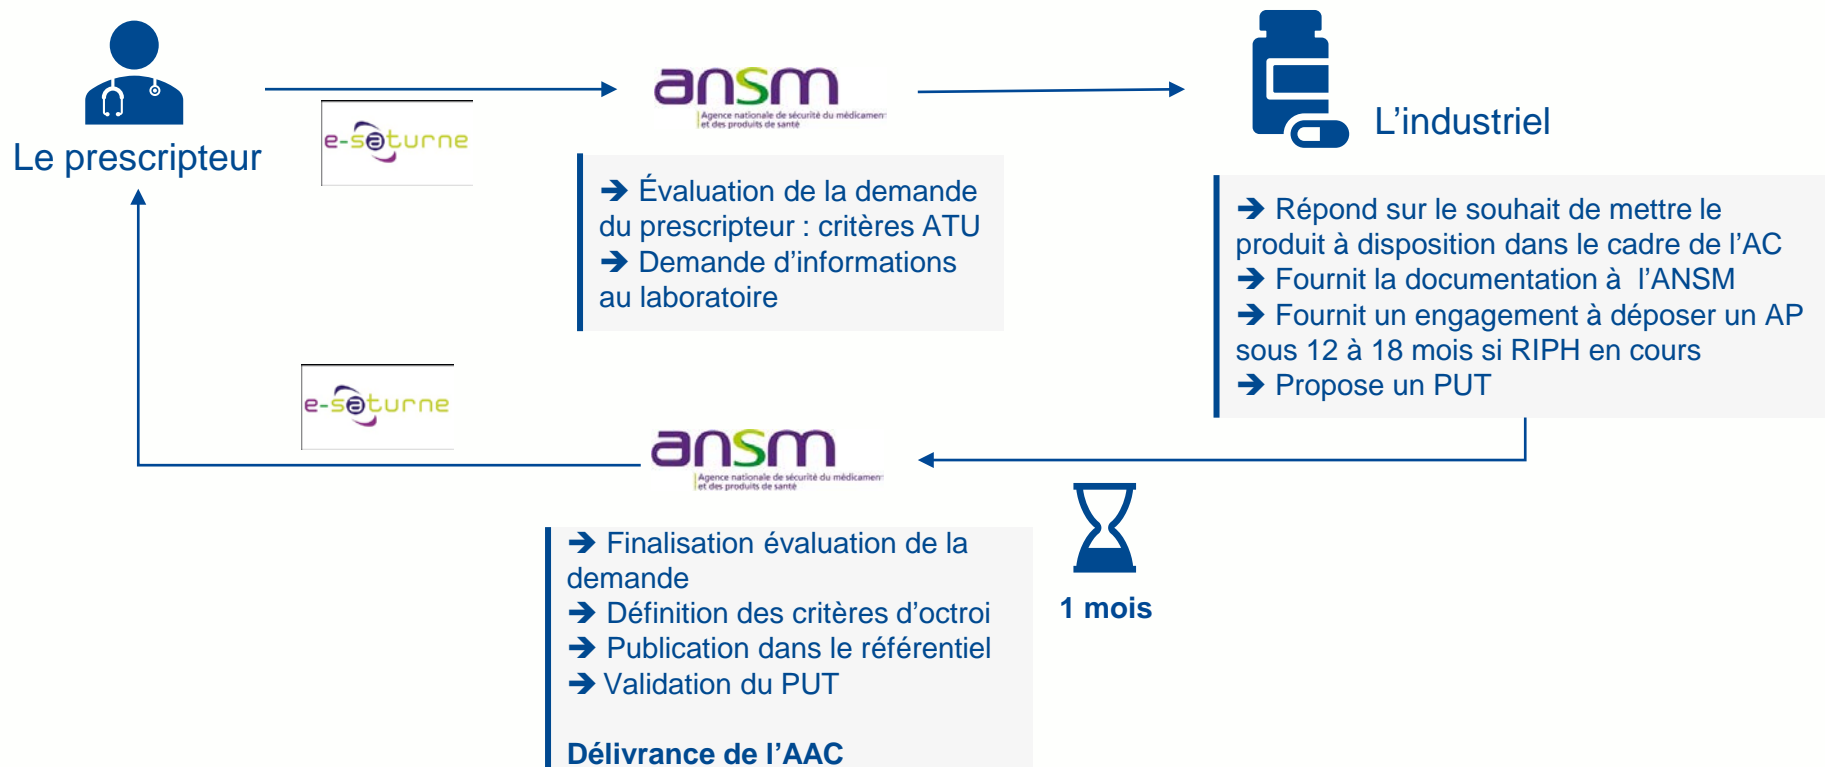 Le prescripteur
e-saturne
ansm
Agence nationale de sécurité du médicament
et des produits de santé
➔ Évaluation de la demande
du prescripteur : critères ATU
➔ Demande d'informations
au laboratoire
L'industriel
➔ Répond sur le souhait de mettre le
produit à disposition dans le cadre de l'AC
➔ Fournit la documentation à l'ANSM
➔ Fournit un engagement à déposer un AP
sous 12 à 18 mois si RIPH en cours
➔ Propose un PUT
e-saturne
ansm
Agence nationale de sécurité du médicament
et des produits de santé
➔ Finalisation évaluation de la
demande
➔ Définition des critères d'octroi
➔ Publication dans le référentiel
➔ Validation du PUT
Délivrance de l'AAC
1 mois